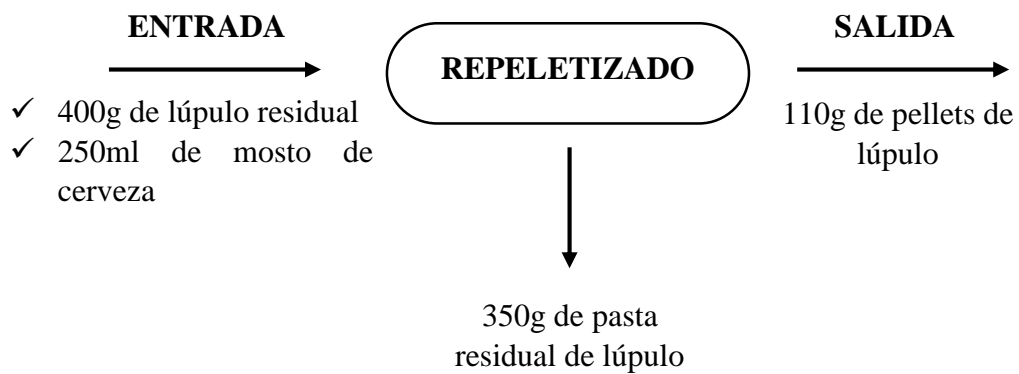 ENTRADA
✓ 400g de lúpulo residual
✓ 250ml de mosto de
cerveza
REPELETIZADO
SALIDA
110g de pellets de
lúpulo
350g de pasta
residual de lúpulo